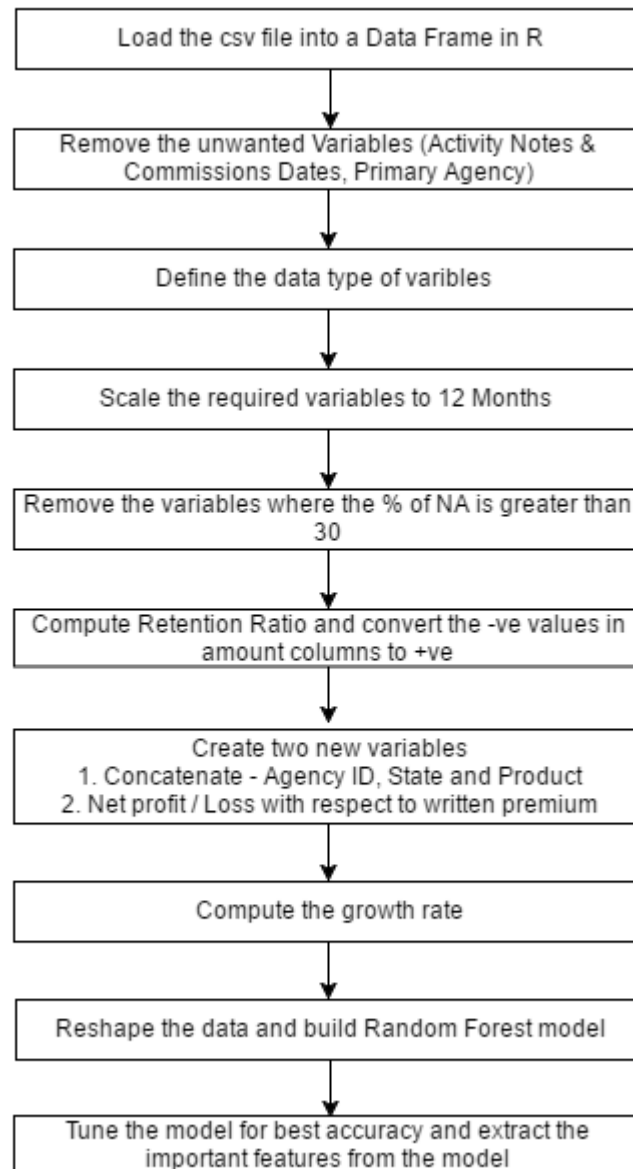 Load the csv file into a Data Frame in R
Remove the unwanted Variables (Activity Notes &
Commissions Dates, Primary Agency)
Define the data type of varibles
Scale the required variables to 12 Months
Remove the variables where the % of NA is greater than
30
Compute Retention Ratio and convert the -ve values in
amount columns to +ve
Create two new variables
1. Concatenate - Agency ID, State and Product
2. Net profit / Loss with respect to written premium
Compute the growth rate
Reshape the data and build Random Forest model
Tune the model for best accuracy and extract the
important features from the model